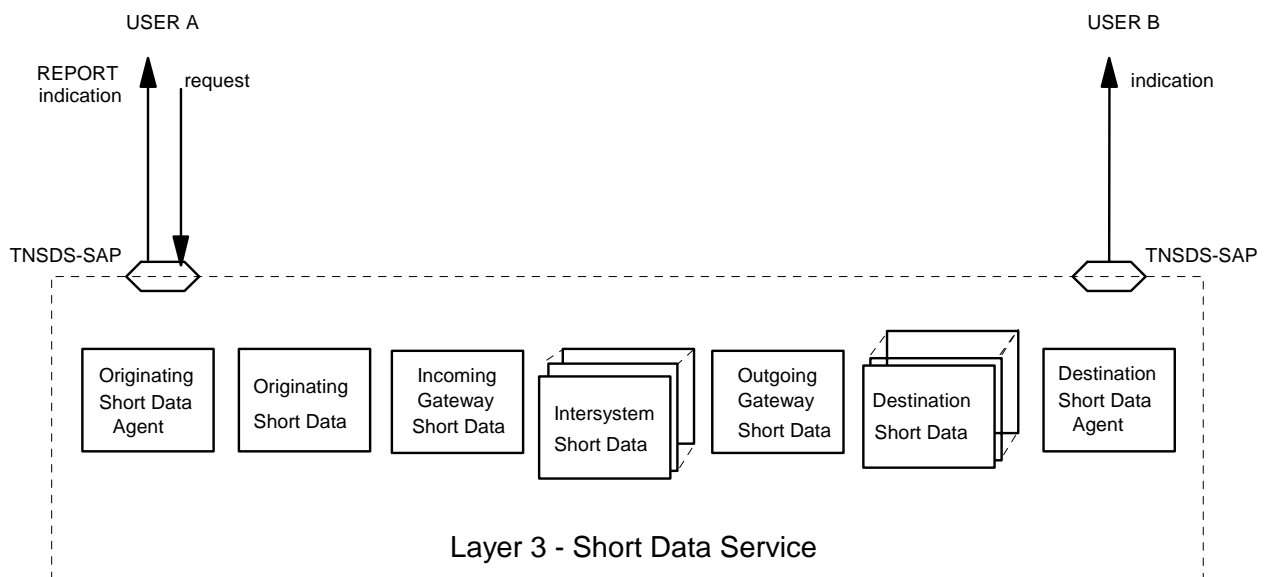 USER A
USER B
REPORT
indication
request
indication
TNSDS-SAP
TNSDS-SAP
Originating
Short Data
Agent
Originating
Short Data
Incoming
Gateway
Short Data
Intersystem
Short Data
Outgoing
Gateway
Short Data
Destination
Short Data
Destination
Short Data
Agent
Layer 3 - Short Data Service